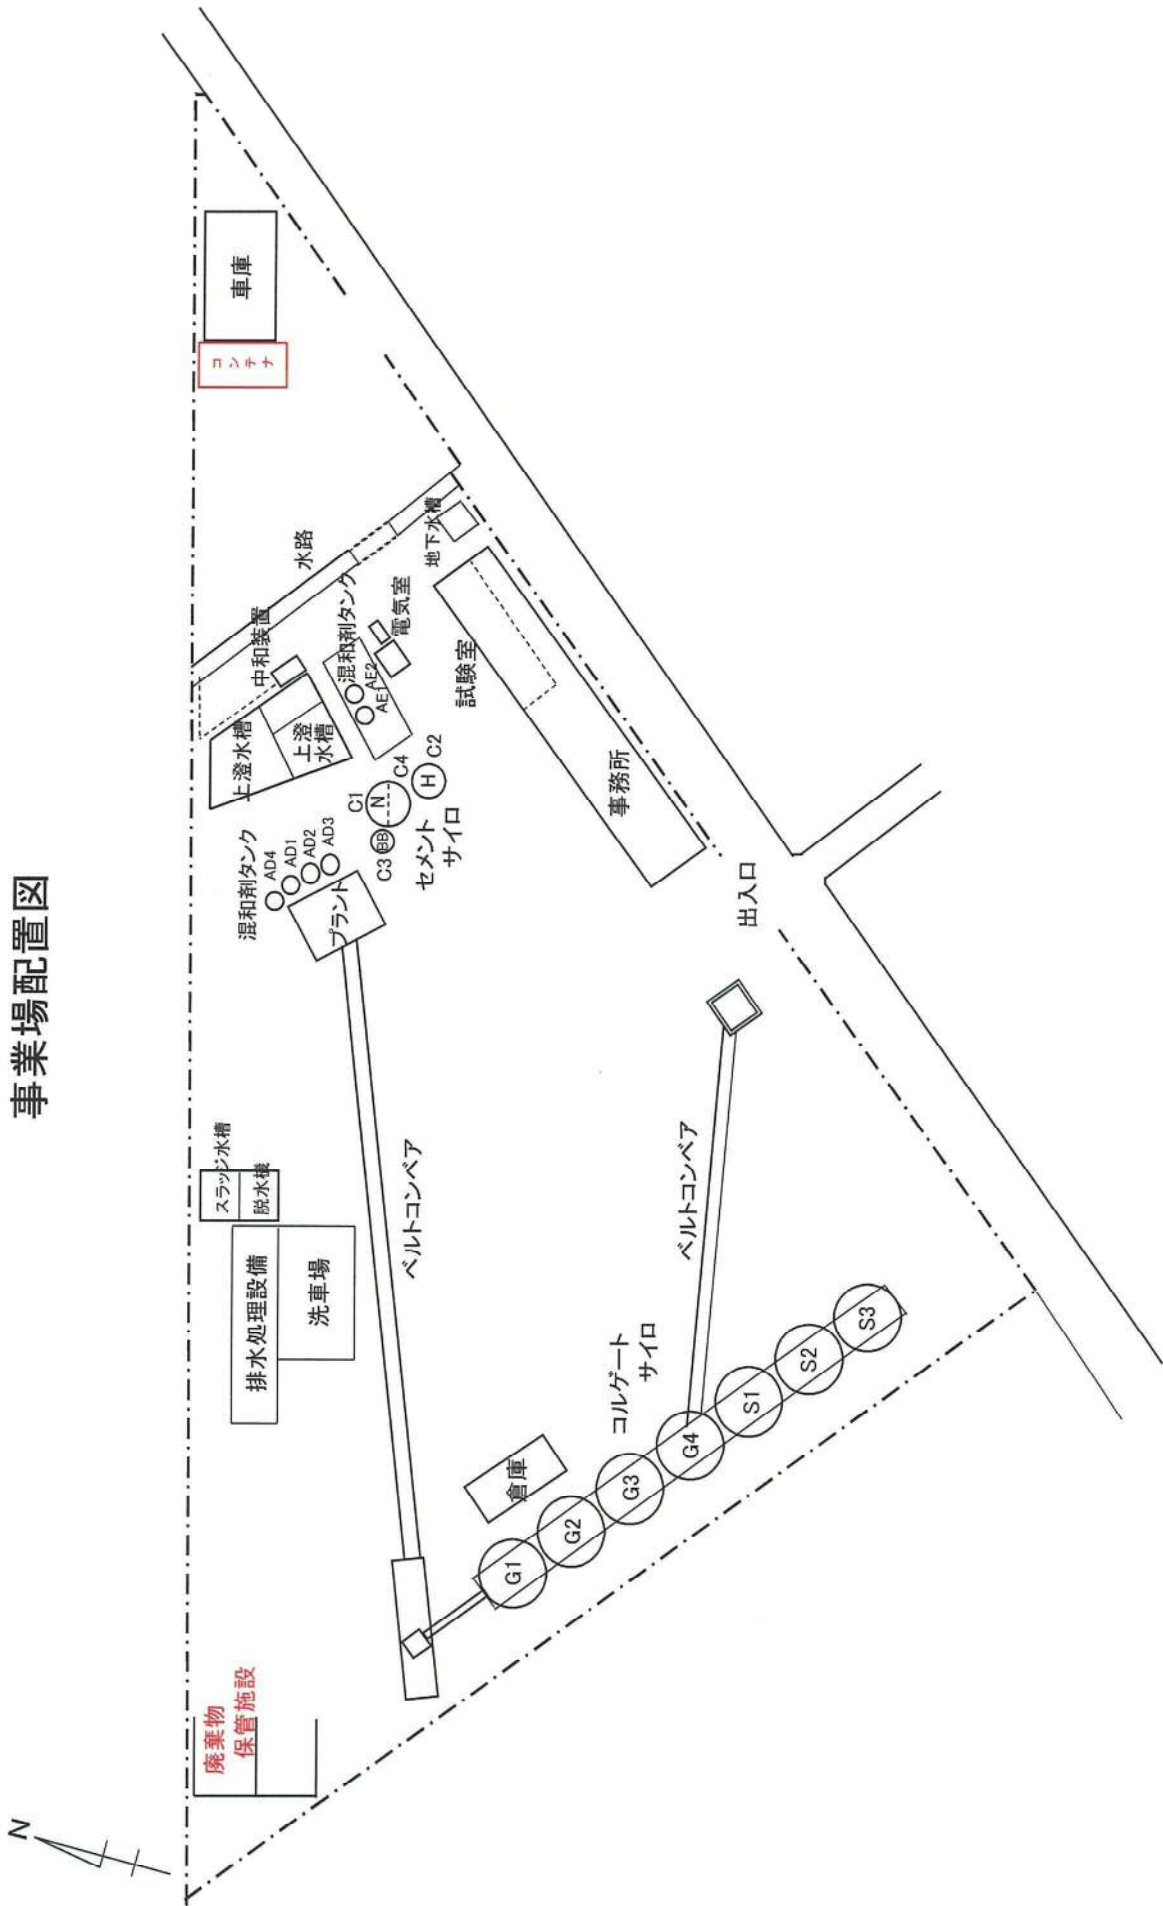 事業場配置図
N
廃棄物
保管施設
排水処理設備
洗車場
スラッジ水槽
脱水機
ベルトコンベア
プラント
混和剤タンク
AD4
AD1
AD2
AD3
上澄水槽
上澄
水槽
中和装置
水路
コンテナ
車庫
混和剤タンク
AE1
AE2
電気室
地下水槽
C1
N
C4
C3
BB
H
C2
セメント
サイロ
試験室
事務所
出入口
ベルトコンベア
コルゲート
サイロ
倉庫
G1
G2
G3
G4
S1
S2
S3